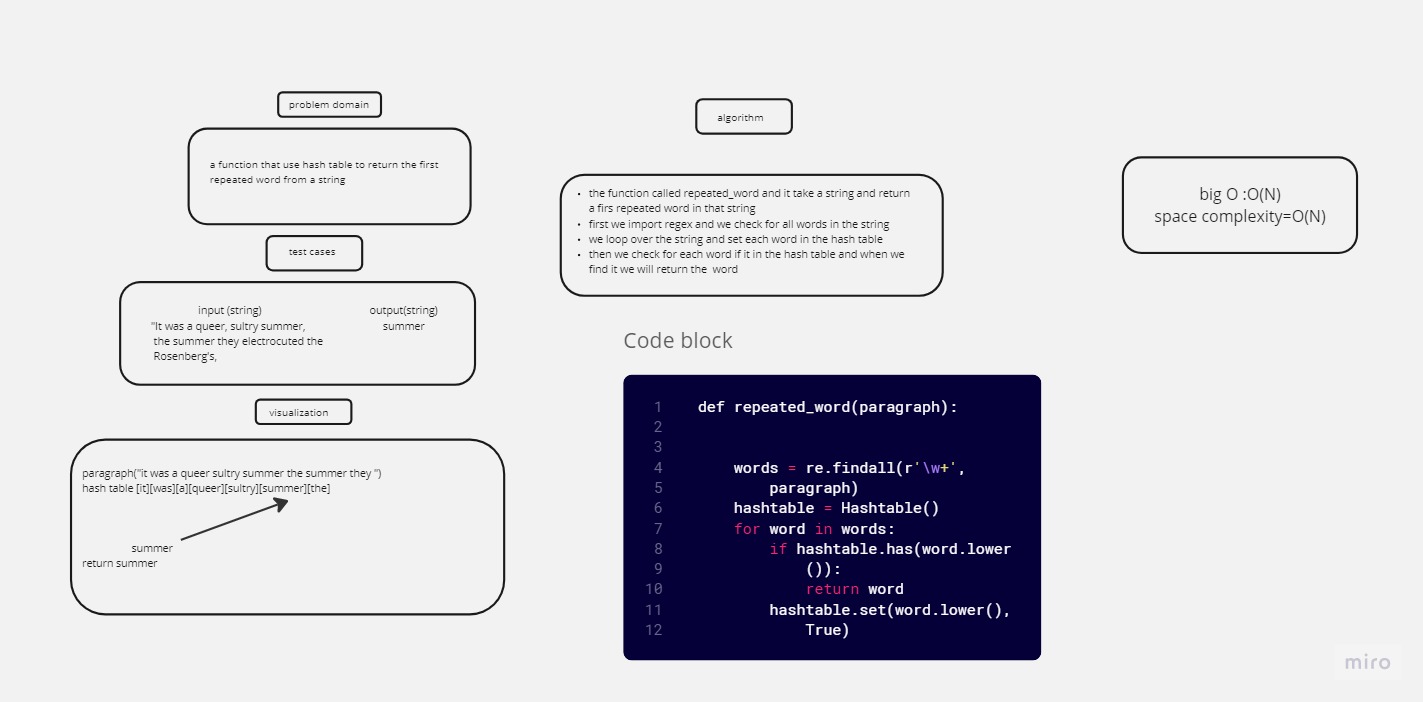 problem domain
a function that use hash table to return the first
repeated word from a string
test cases
input (string)
output(string)
"It was a queer, sultry summer,
summer
the summer they electrocuted the
Rosenberg's,
visualization
paragraph("it was a queer sultry summer the summer they ")
hash table [it][was][a][queer][sultry][summer][the]
summer
return summer
algorithm
• the function called repeated_word and it take a string and return
a firs repeated word in that string
• first we import regex and we check for all words in the string
• we loop over the string and set each word in the hash table
• then we check for each word if it in the hash table and when we
find it we will return the word
Code block
1 def repeated_word(paragraph):
2
3
4 words = re.findall(r'\w+',
5 paragraph)
6 hashtable = Hashtable()
7 for word in words:
8 if hashtable.has(word.lower
9 ()):
10 return word
11 hashtable.set(word.lower(),
12 True)
big O :O(N)
space complexity=O(N)
miro